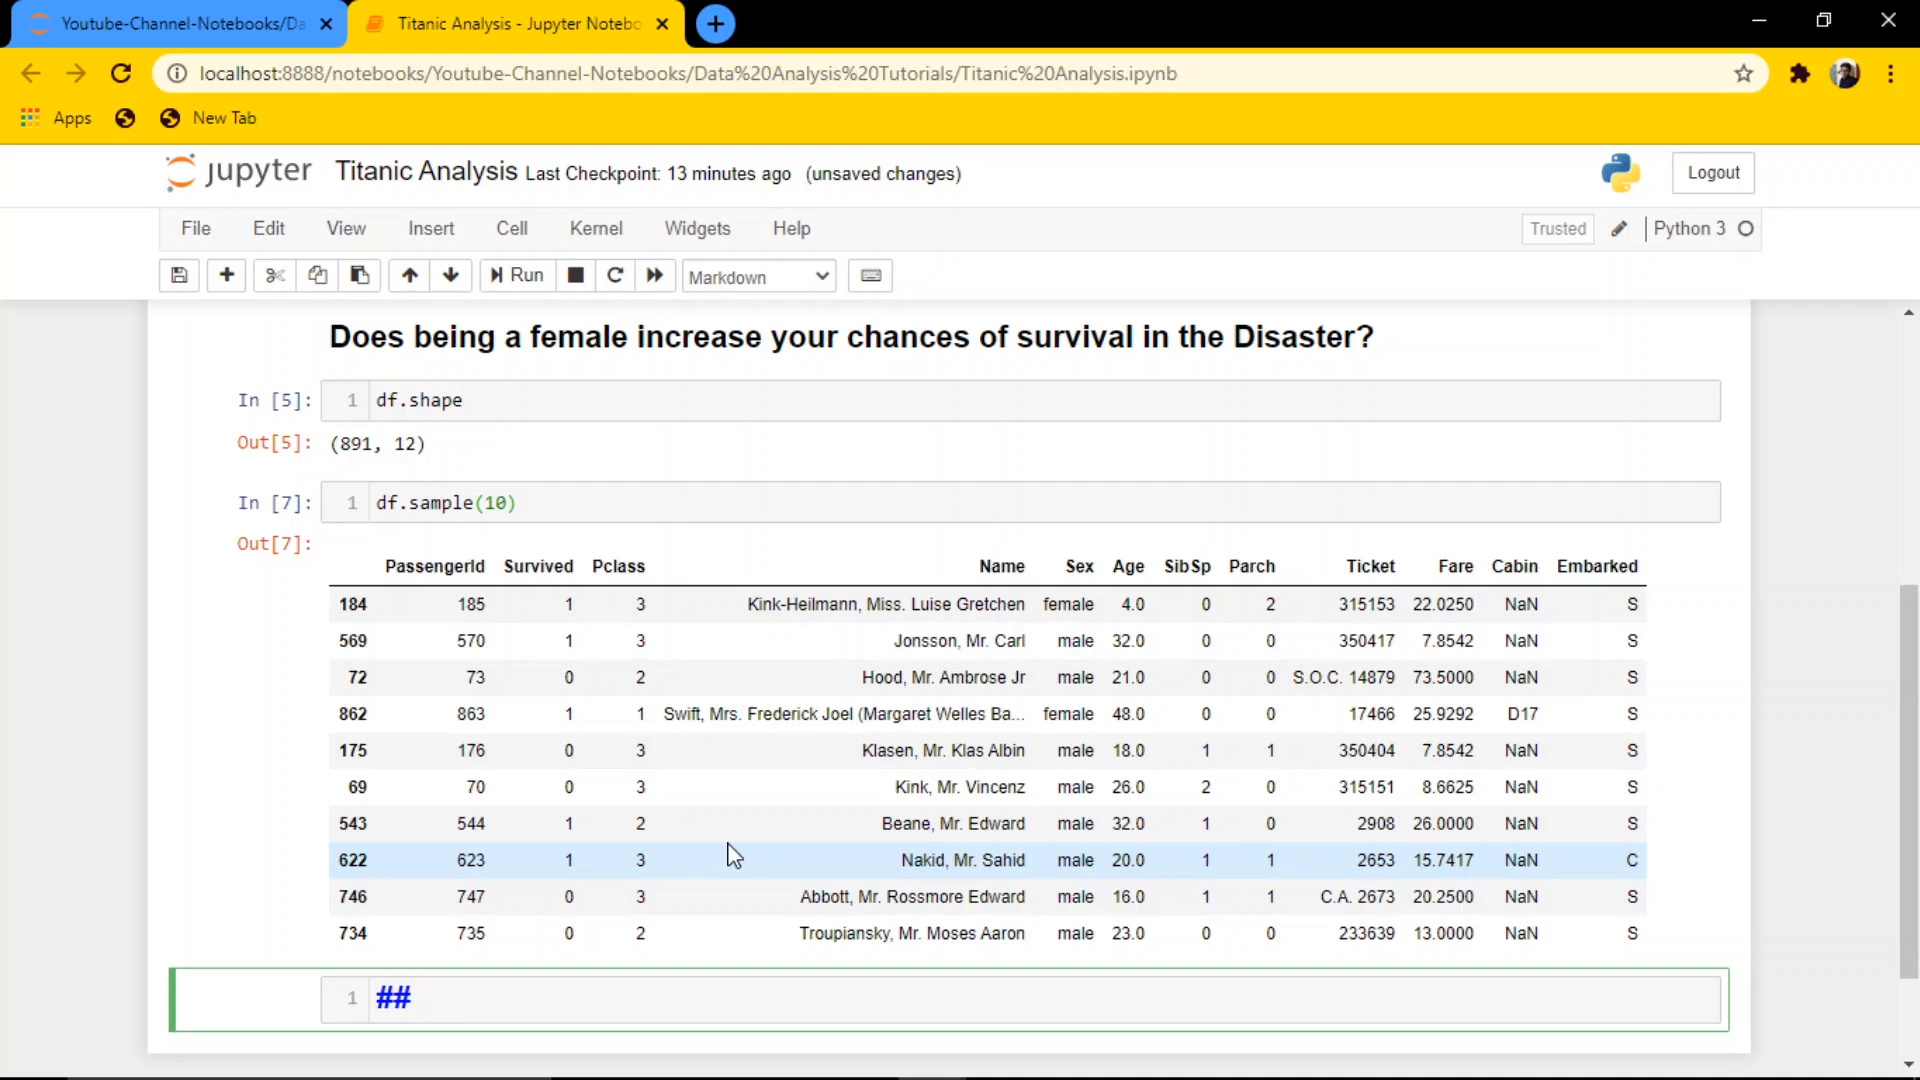 Youtube-Channel-Notebooks/Da
Titanic Analysis - Jupyter Notebo
localhost:8888/notebooks/Youtube-Channel-Notebooks/Data%20Analysis%20Tutorials/Titanic%20Analysis.ipynb
Apps New Tab
jupyter Titanic Analysis Last Checkpoint: 13 minutes ago (unsaved changes) Logout
File Edit View Insert Cell Kernel Widgets Help Trusted Python 3
Run Markdown
Does being a female increase your chances of survival in the Disaster?
In [5]: 1 df.shape
Out[5]: (891, 12)
In [7]: 1 df.sample(10)
Out[7]:
PassengerId Survived Pclass Name Sex Age SibSp Parch Ticket Fare Cabin Embarked
184 185 1 3 Kink-Heilmann, Miss. Luise Gretchen female 4.0 0 2 315153 22.0250 NaN S
569 570 1 3 Jonsson, Mr. Carl male 32.0 0 0 350417 7.8542 NaN S
72 73 0 2 Hood, Mr. Ambrose Jr male 21.0 0 0 S.O.C. 14879 73.5000 NaN S
862 863 1 1 Swift, Mrs. Frederick Joel (Margaret Welles Ba... female 48.0 0 0 17466 25.9292 D17 S
175 176 0 3 Klasen, Mr. Klas Albin male 18.0 1 1 350404 7.8542 NaN S
69 70 0 3 Kink, Mr. Vincenz male 26.0 2 0 315151 8.6625 NaN S
543 544 1 2 Beane, Mr. Edward male 32.0 1 0 2908 26.0000 NaN S
622 623 1 3 Nakid, Mr. Sahid male 20.0 1 1 2653 15.7417 NaN C
746 747 0 3 Abbott, Mr. Rossmore Edward male 16.0 1 1 C.A. 2673 20.2500 NaN S
734 735 0 2 Troupiansky, Mr. Moses Aaron male 23.0 0 0 233639 13.0000 NaN S
1 ##